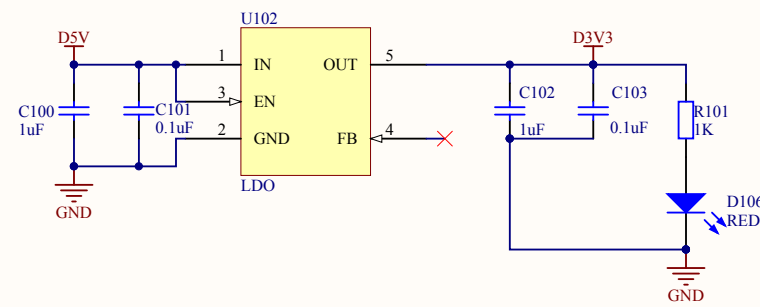 U102
D5V
D3V3
1
IN
OUT
5
C100
1uF
C101
0.1uF
3
EN
C102
1uF
C103
0.1uF
R101
1K
2
GND
FB
4
LDO
GND
D106
RED
GND